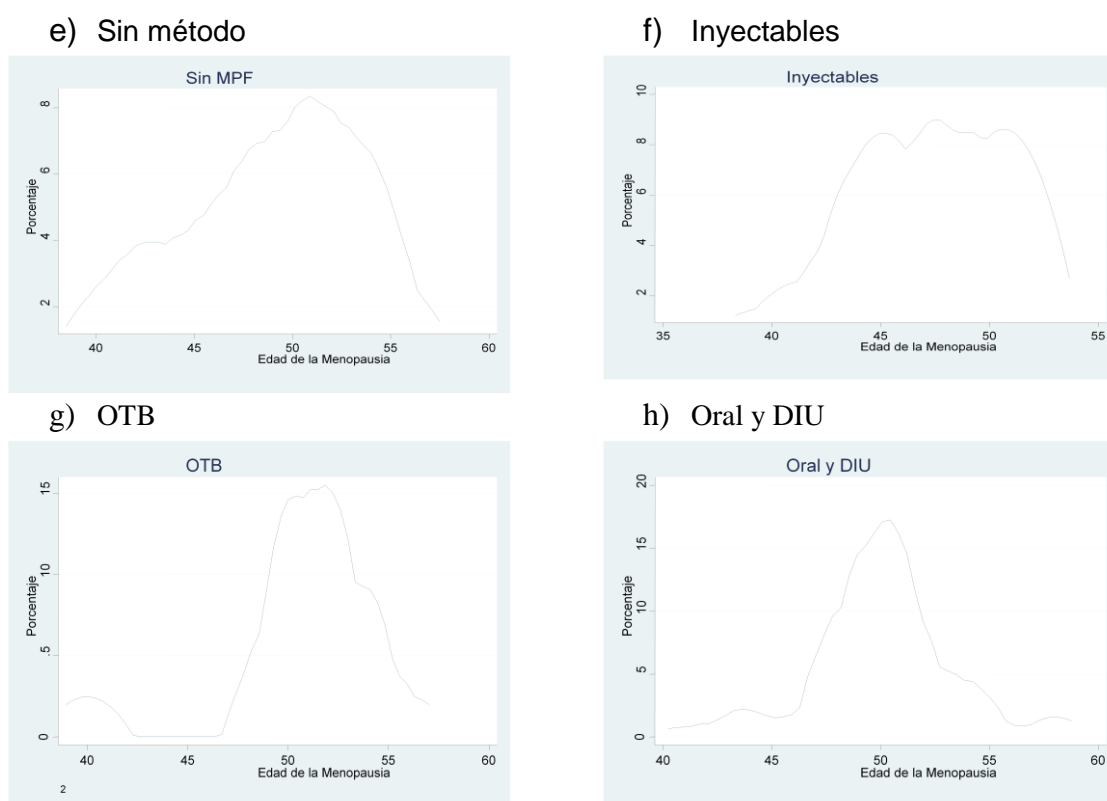 e) Sin método
Sin MPF
Porcentaje
8
6
4
2
40 45 50 55 60
Edad de la Menopausia
f) Inyectables
Inyectables
Porcentaje
10
8
6
4
2
35 40 45 50 55
Edad de la Menopausia
g) OTB
OTB
Porcentaje
15
10
.5
0
40 45 50 55 60
Edad de la Menopausia
2
h) Oral y DIU
Oral y DIU
Porcentaje
20
15
10
5
0
40 45 50 55 60
Edad de la Menopausia